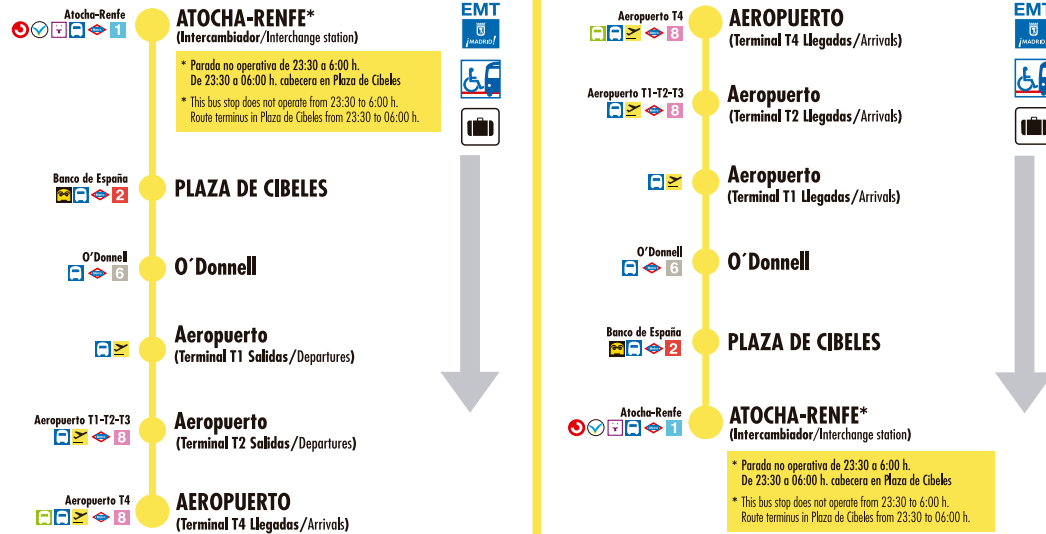 Atocha-Renfe
1
ATOCHA-RENFE*
(Intercambiador/Interchange station)
* Parada no operativa de 23:30 a 6:00 h.
De 23:30 a 06:00 h. cabecera en Plaza de Cibeles
* This bus stop does not operate from 23:30 to 6:00 h.
Route terminus in Plaza de Cibeles from 23:30 to 06:00 h.
EMT
¡MADRID!
Banco de España
2
PLAZA DE CIBELES
O'Donnell
6
O´Donnell
Aeropuerto
(Terminal T1 Salidas/Departures)
Aeropuerto T1-T2-T3
8
Aeropuerto
(Terminal T2 Salidas/Departures)
Aeropuerto T4
8
AEROPUERTO
(Terminal T4 Llegadas/Arrivals)
Aeropuerto T4
8
AEROPUERTO
(Terminal T4 Llegadas/Arrivals)
EMT
¡MADRID!
Aeropuerto T1-T2-T3
8
Aeropuerto
(Terminal T2 Llegadas/Arrivals)
Aeropuerto
(Terminal T1 Llegadas/Arrivals)
O'Donnell
6
O´Donnell
Banco de España
2
PLAZA DE CIBELES
Atocha-Renfe
1
ATOCHA-RENFE*
(Intercambiador/Interchange station)
* Parada no operativa de 23:30 a 6:00 h.
De 23:30 a 06:00 h. cabecera en Plaza de Cibeles
* This bus stop does not operate from 23:30 to 6:00 h.
Route terminus in Plaza de Cibeles from 23:30 to 06:00 h.